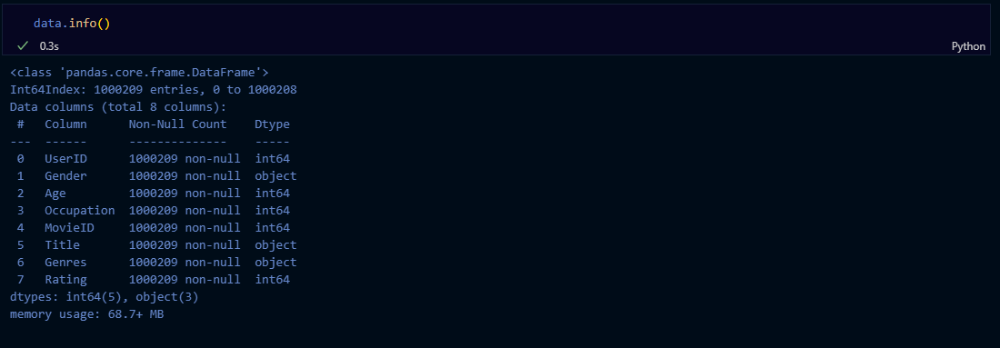 data.info()
0.3s
Python
<class 'pandas.core.frame.DataFrame'>
Int64Index: 1000209 entries, 0 to 1000208
Data columns (total 8 columns):
 #   Column      Non-Null Count    Dtype
---  ------      --------------    -----
 0   UserID      1000209 non-null  int64
 1   Gender      1000209 non-null  object
 2   Age         1000209 non-null  int64
 3   Occupation  1000209 non-null  int64
 4   MovieID     1000209 non-null  int64
 5   Title       1000209 non-null  object
 6   Genres      1000209 non-null  object
 7   Rating      1000209 non-null  int64
dtypes: int64(5), object(3)
memory usage: 68.7+ MB